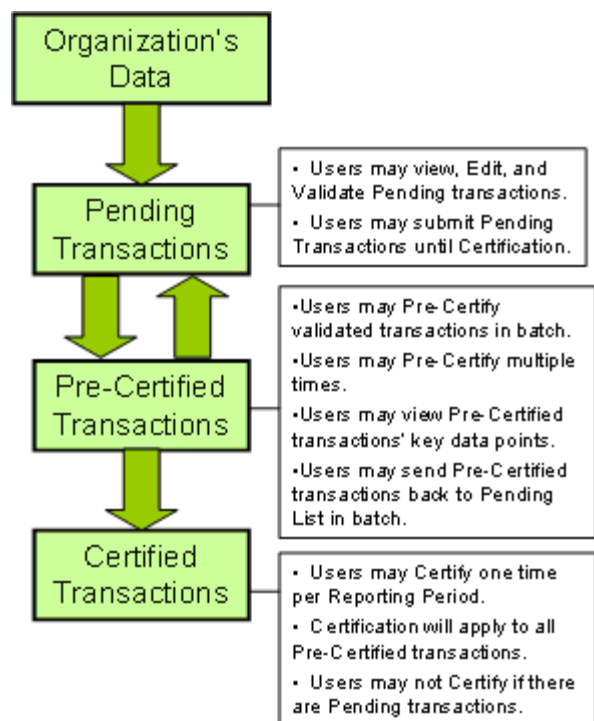 Organization's
Data
Pending
Transactions
• Users may view, Edit, and
Validate Pending transactions.
• Users may submit Pending
Transactions until Certification.
Pre-Certified
Transactions
•Users may Pre-Certify
validated transactions in batch.
•Users may Pre-Certify multiple
times.
•Users may view Pre-Certified
transactions' key data points.
•Users may send Pre-Certified
transactions back to Pending
List in batch.
Certified
Transactions
• Users may Certify one time
per Reporting Period.
• Certification will apply to all
Pre-Certified transactions.
• Users may not Certify if there
are Pending transactions.